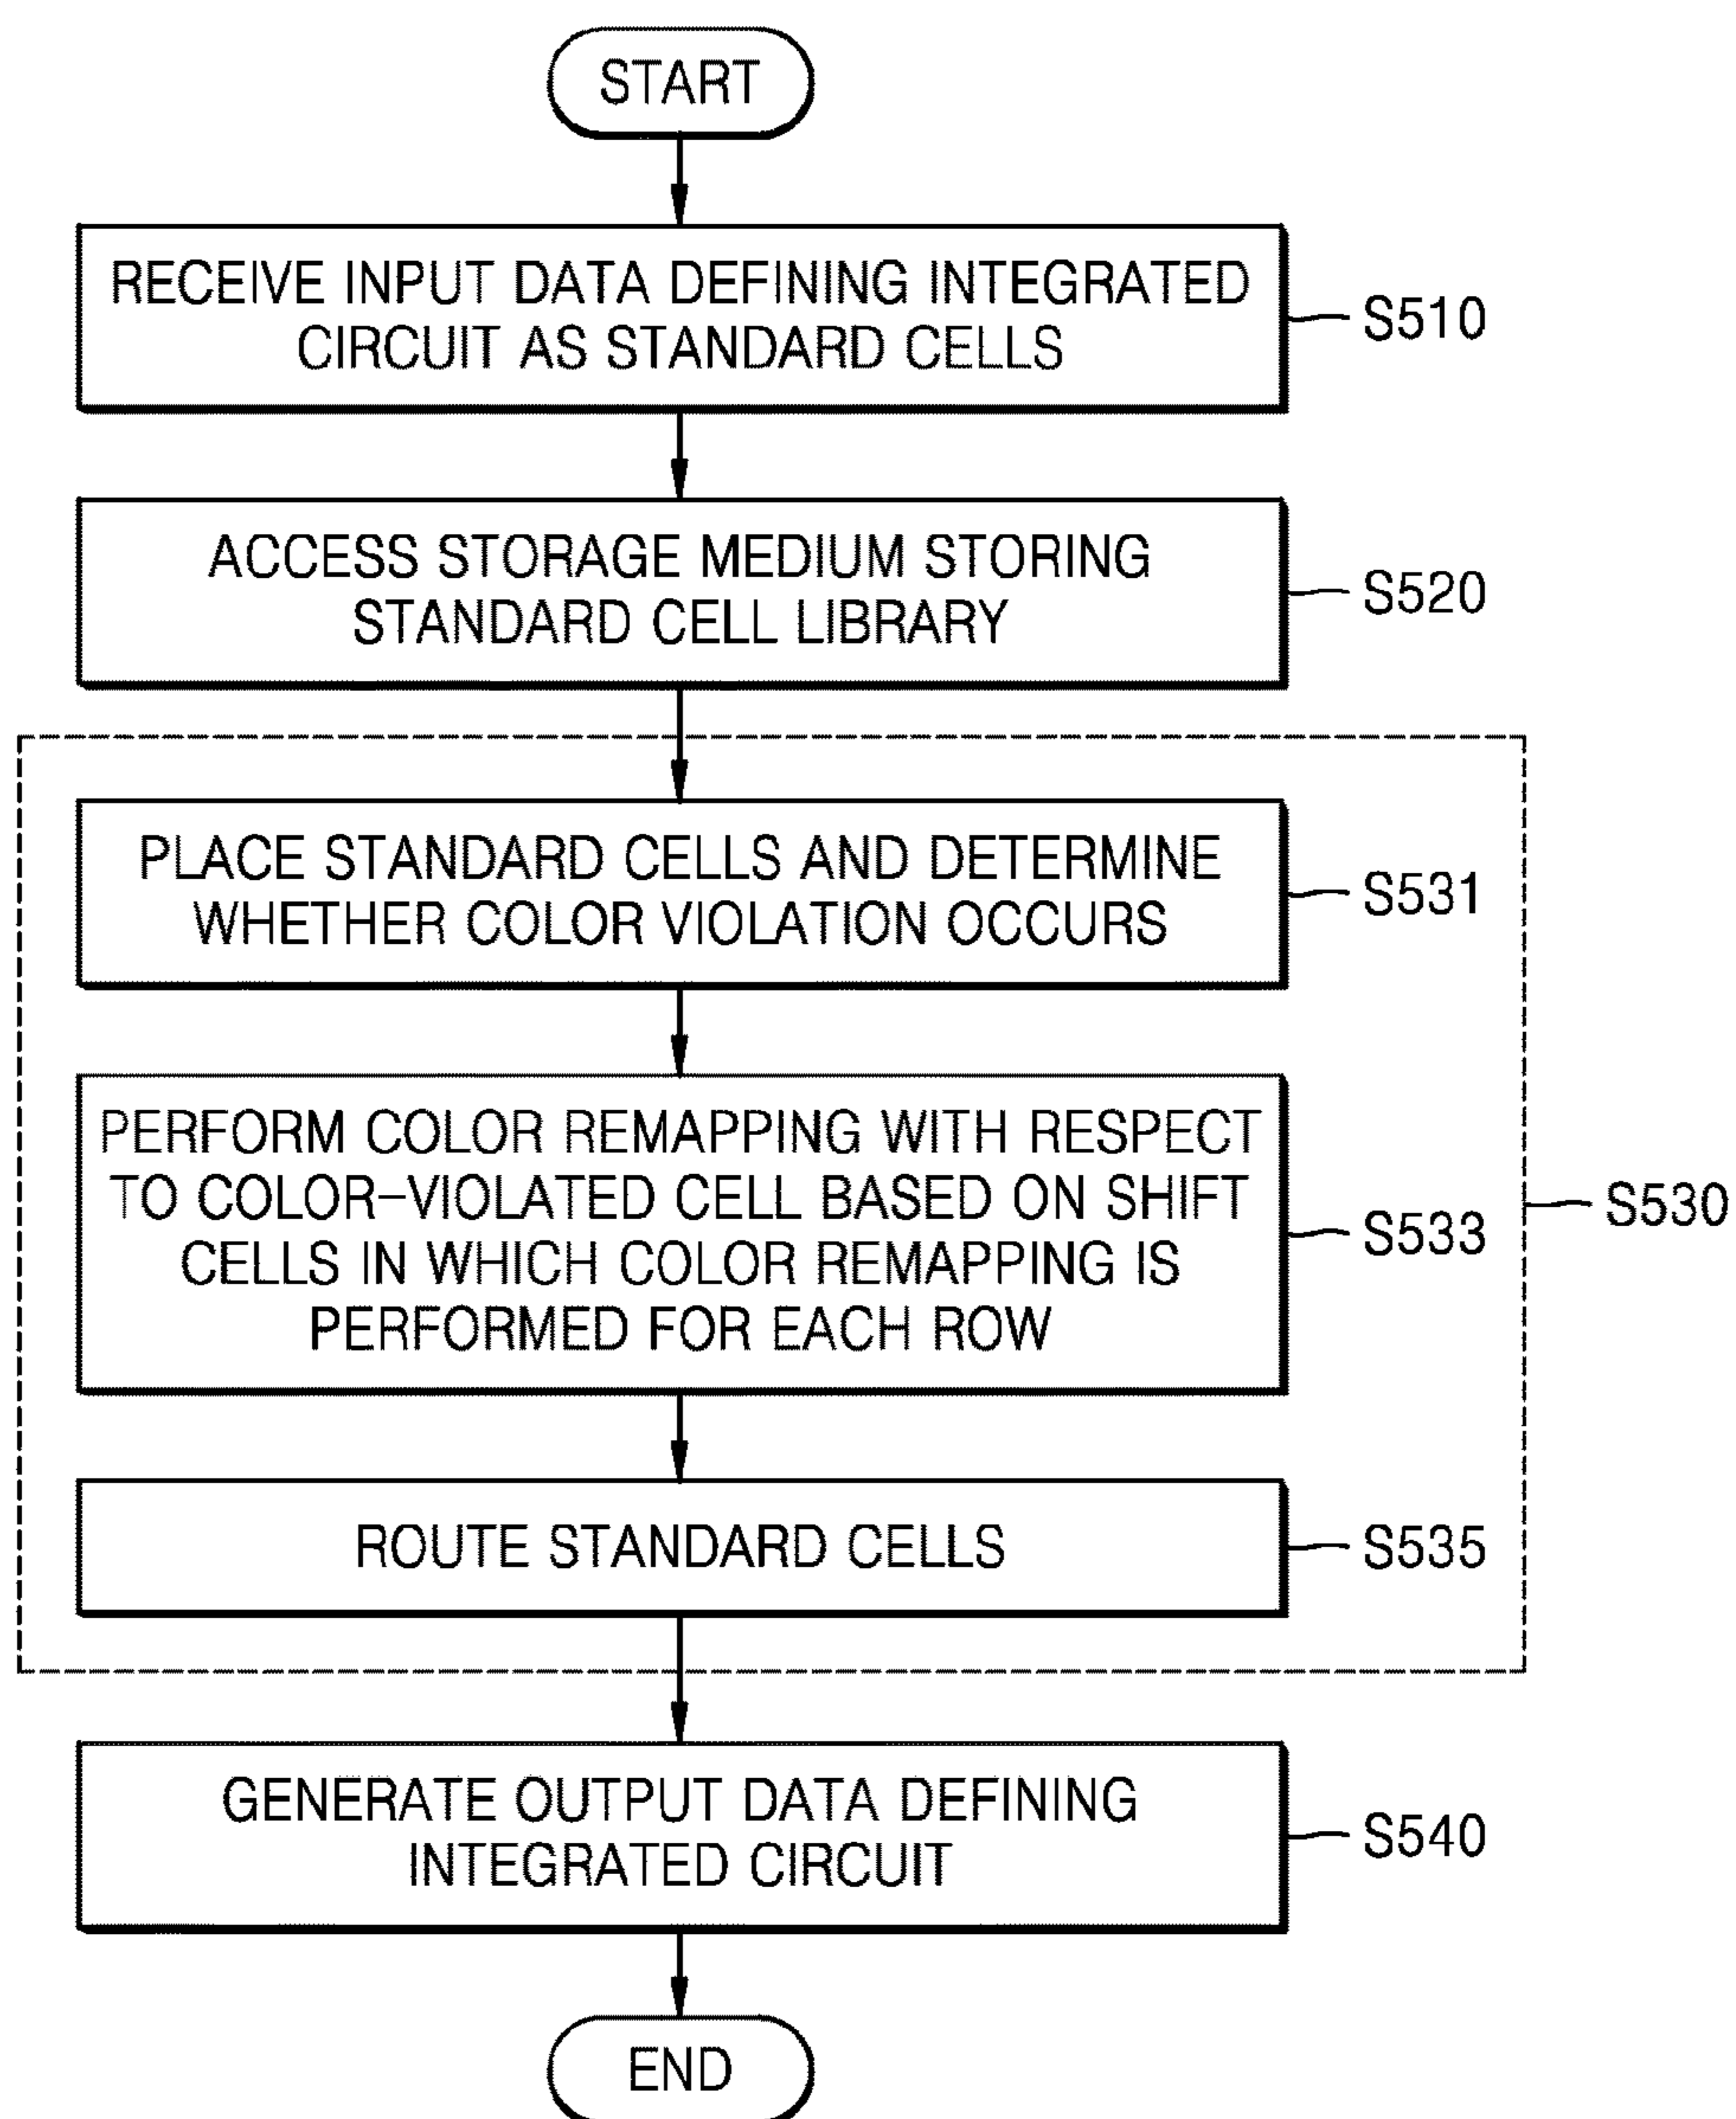 START
RECEIVE INPUT DATA DEFINING INTEGRATED
CIRCUIT AS STANDARD CELLS
S510
ACCESS STORAGE MEDIUM STORING
STANDARD CELL LIBRARY
S520
PLACE STANDARD CELLS AND DETERMINE
WHETHER COLOR VIOLATION OCCURS
S531
PERFORM COLOR REMAPPING WITH RESPECT
TO COLOR-VIOLATED CELL BASED ON SHIFT
CELLS IN WHICH COLOR REMAPPING IS
PERFORMED FOR EACH ROW
S533
S530
ROUTE STANDARD CELLS
S535
GENERATE OUTPUT DATA DEFINING
INTEGRATED CIRCUIT
S540
END